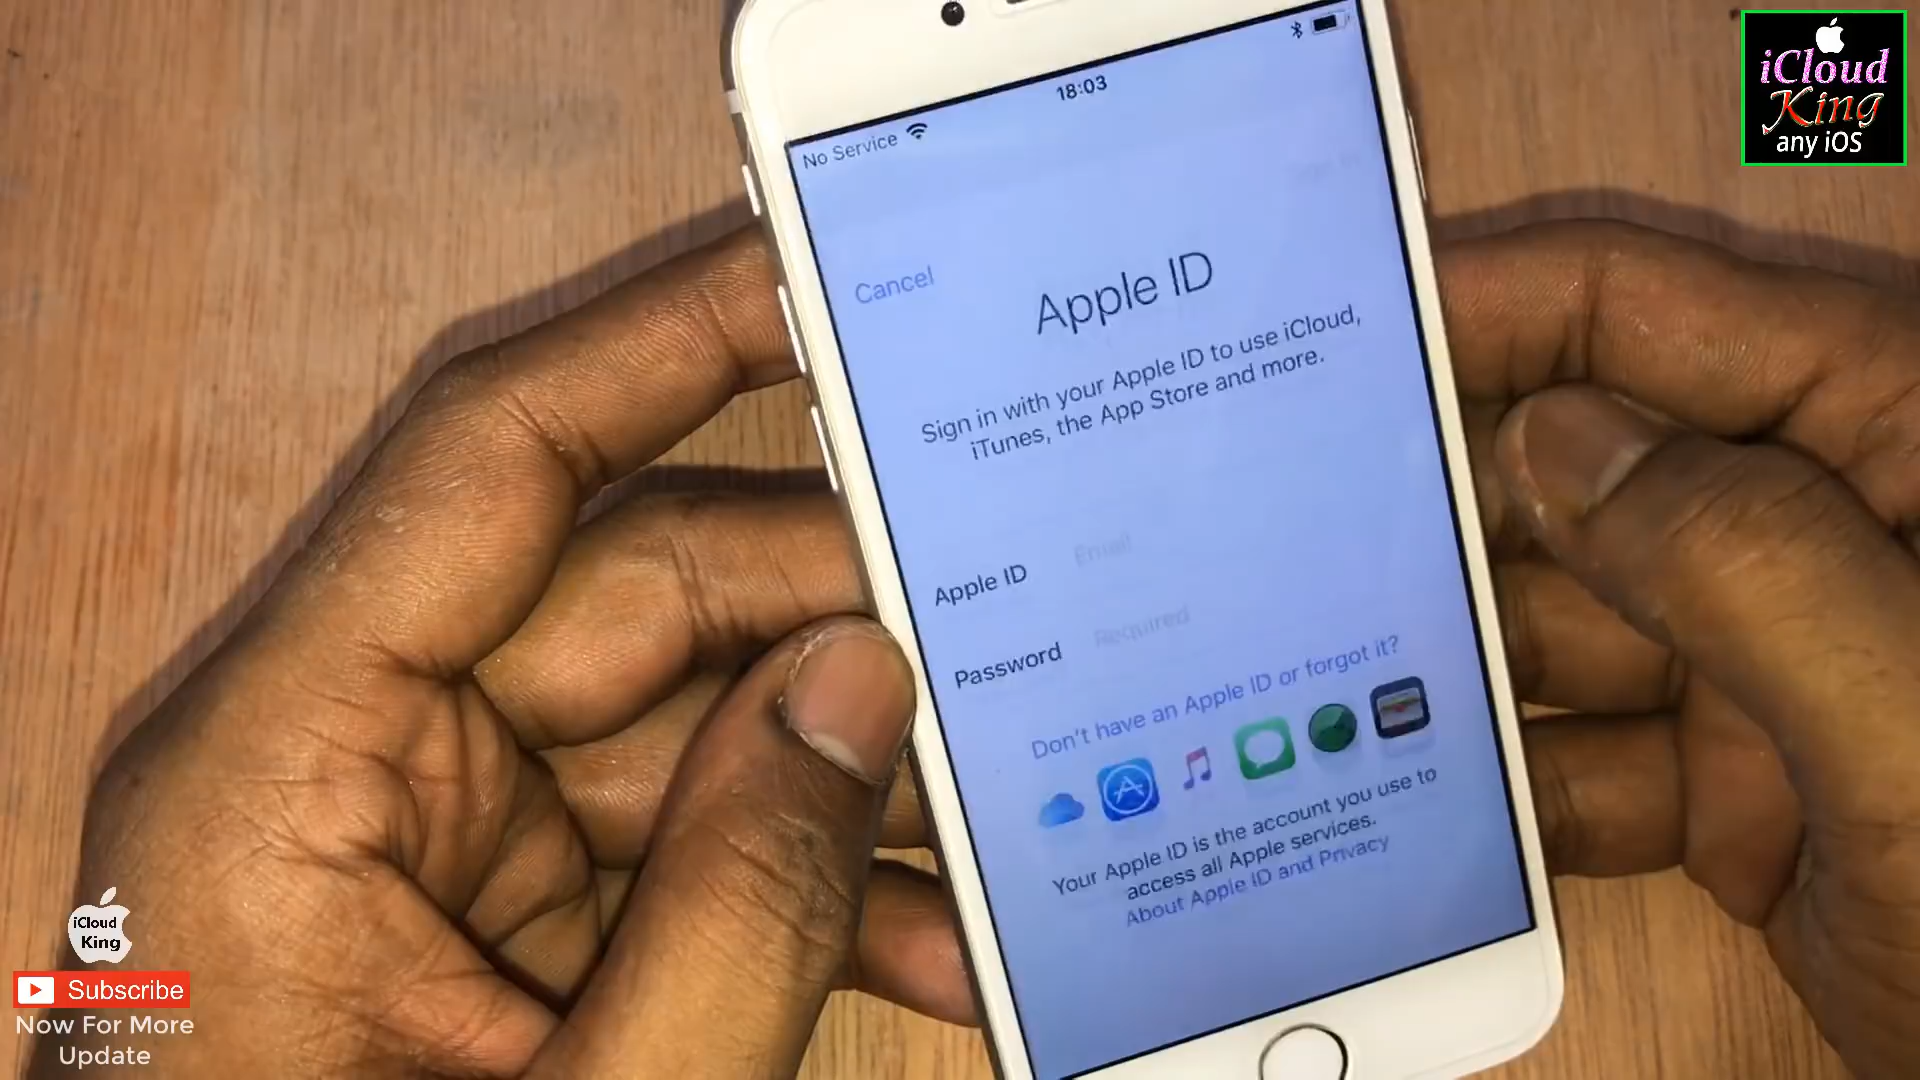 18:03
No Service
Cancel
Apple ID
Sign in with your Apple ID to use iCloud,
iTunes, the App Store and more.
Apple ID Email
Password Required
Don't have an Apple ID or forgot it?
Your Apple ID is the account you use to
access all Apple services.
About Apple ID and Privacy
iCloud
King
any iOS
iCloud
King
Subscribe
Now For More
Update